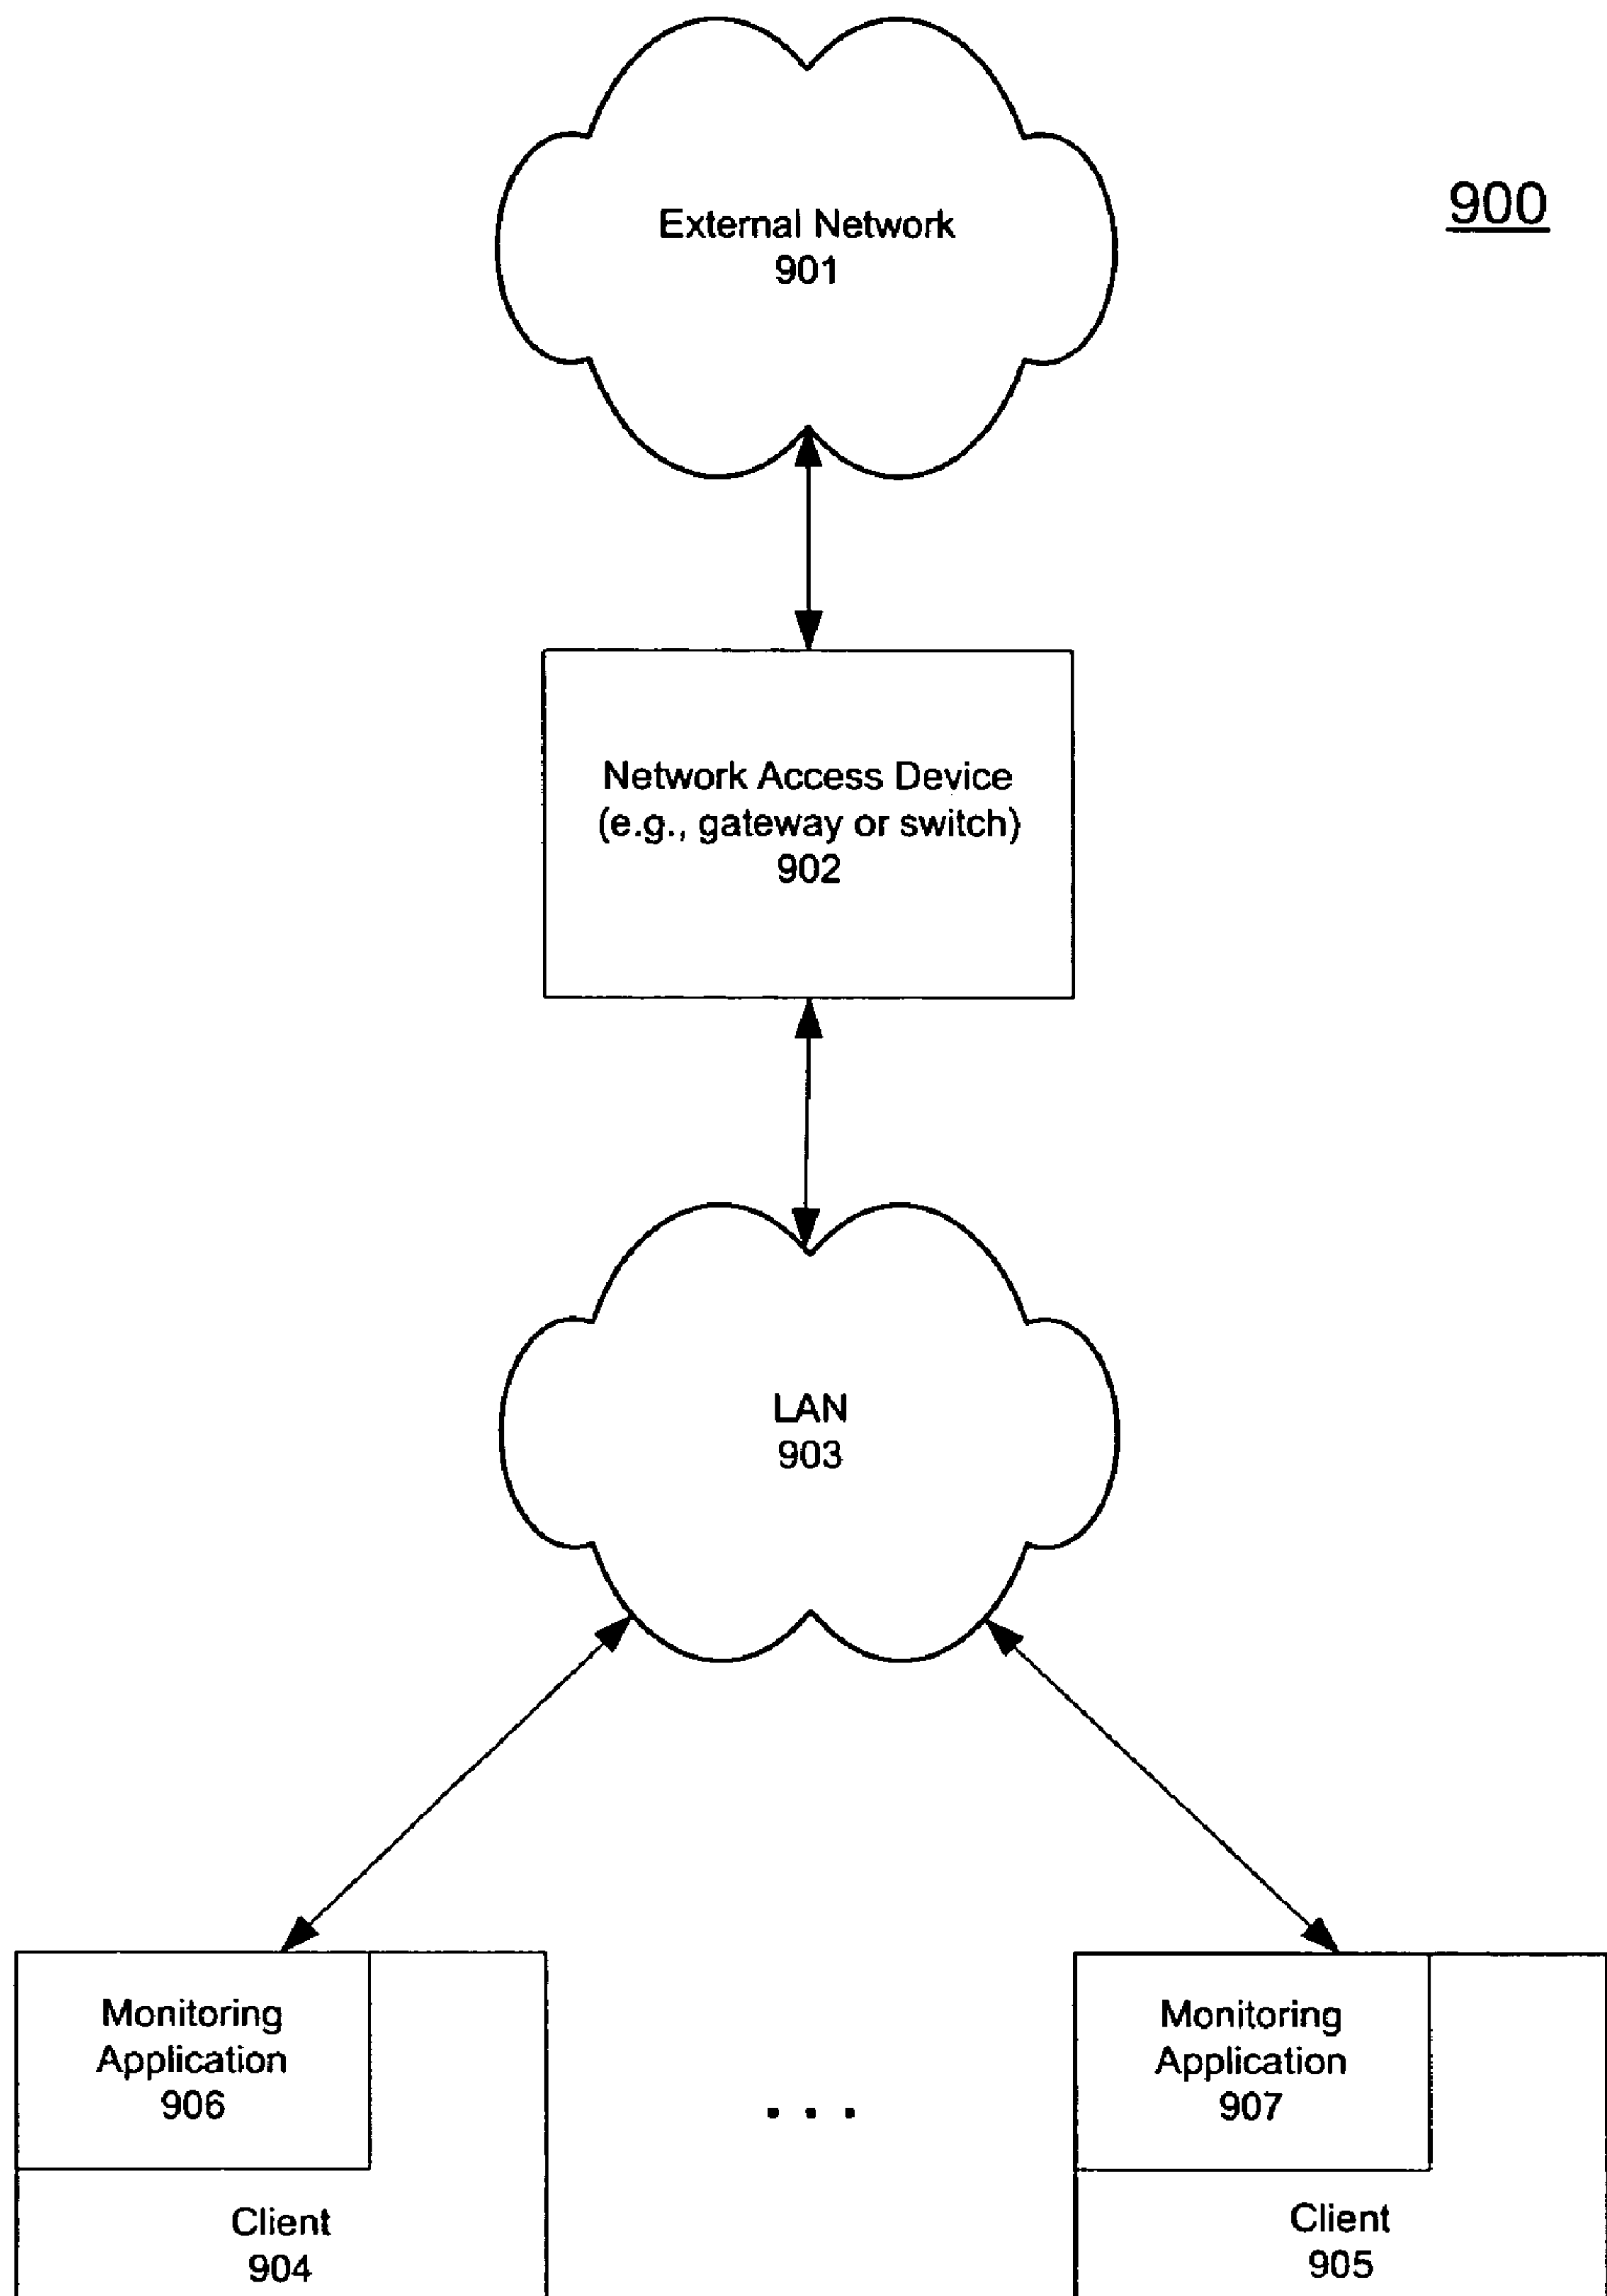 External Network
901
900
Network Access Device
(e.g., gateway or switch)
902
LAN
903
Monitoring
Application
906
Client
904
. . .
Monitoring
Application
907
Client
905